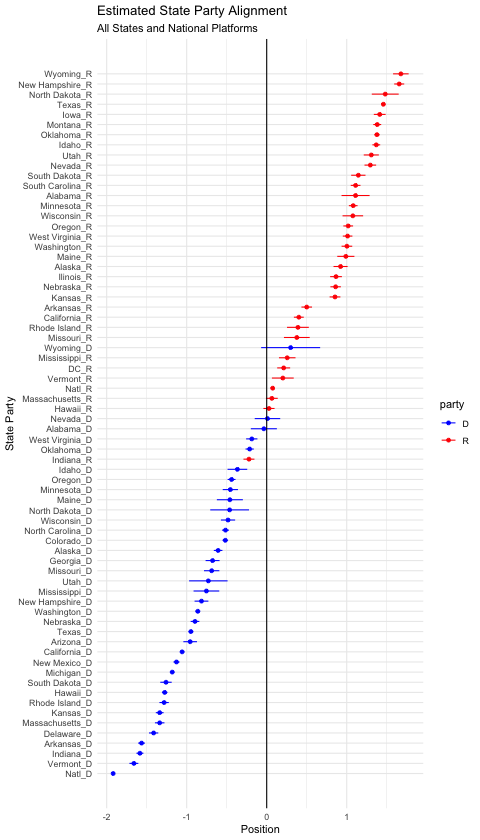 Estimated State Party Alignment
All States and National Platforms
State Party
Wyoming_R
New Hampshire_R
North Dakota_R
Texas_R
Iowa_R
Montana_R
Oklahoma_R
Idaho_R
Utah_R
Nevada_R
South Dakota_R
South Carolina_R
Alabama_R
Minnesota_R
Wisconsin_R
Oregon_R
West Virginia_R
Washington_R
Maine_R
Alaska_R
Ilinois_R
Nebraska_R
Kansas_R
Arkansas_R
California_R
Rhode Island_R
Missouri_R
Wyoming_D
Mississippi_R
DC_R
Vermont_R
Natl_R
Massachusetts_R
Hawaii_R
Nevada_D
Alabama_D
West Virginia_D
Oklahoma_D
Indiana_R
Idaho_D
Oregon_D
Minnesota_D
Maine_D
North Dakota_D
Wisconsin_D
North Carolina_D
Colorado_D
Alaska_D
Georgia_D
Missouri_D
Utah_D
Mississippi_D
New Hampshire_D
Washington_D
Nebraska_D
Texas_D
Arizona_D
California_D
New Mexico_D
Michigan_D
South Dakota_D
Hawaii_D
Rhode Island_D
Kansas_D
Massachusetts_D
Delaware_D
Arkansas_D
Indiana_D
Vermont_D
Natl_D
-2 -1 0 1
Position
party
D
R